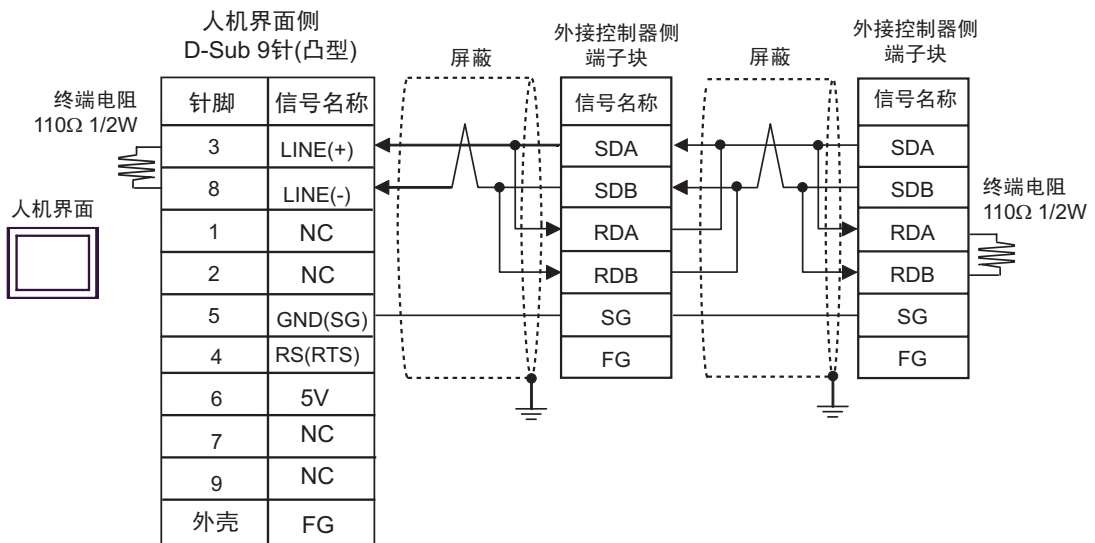 人机界面侧
D-Sub 9针(凸型)
屏蔽
外接控制器侧
端子块
屏蔽
外接控制器侧
端子块
终端电阻
110Ω 1/2W
人机界面
针脚 信号名称
3 LINE(+)
8 LINE(-)
1 NC
2 NC
5 GND(SG)
4 RS(RTS)
6 5V
7 NC
9 NC
外壳 FG
信号名称
SDA
SDB
RDA
RDB
SG
FG
信号名称
SDA
SDB
RDA
RDB
SG
FG
终端电阻
110Ω 1/2W